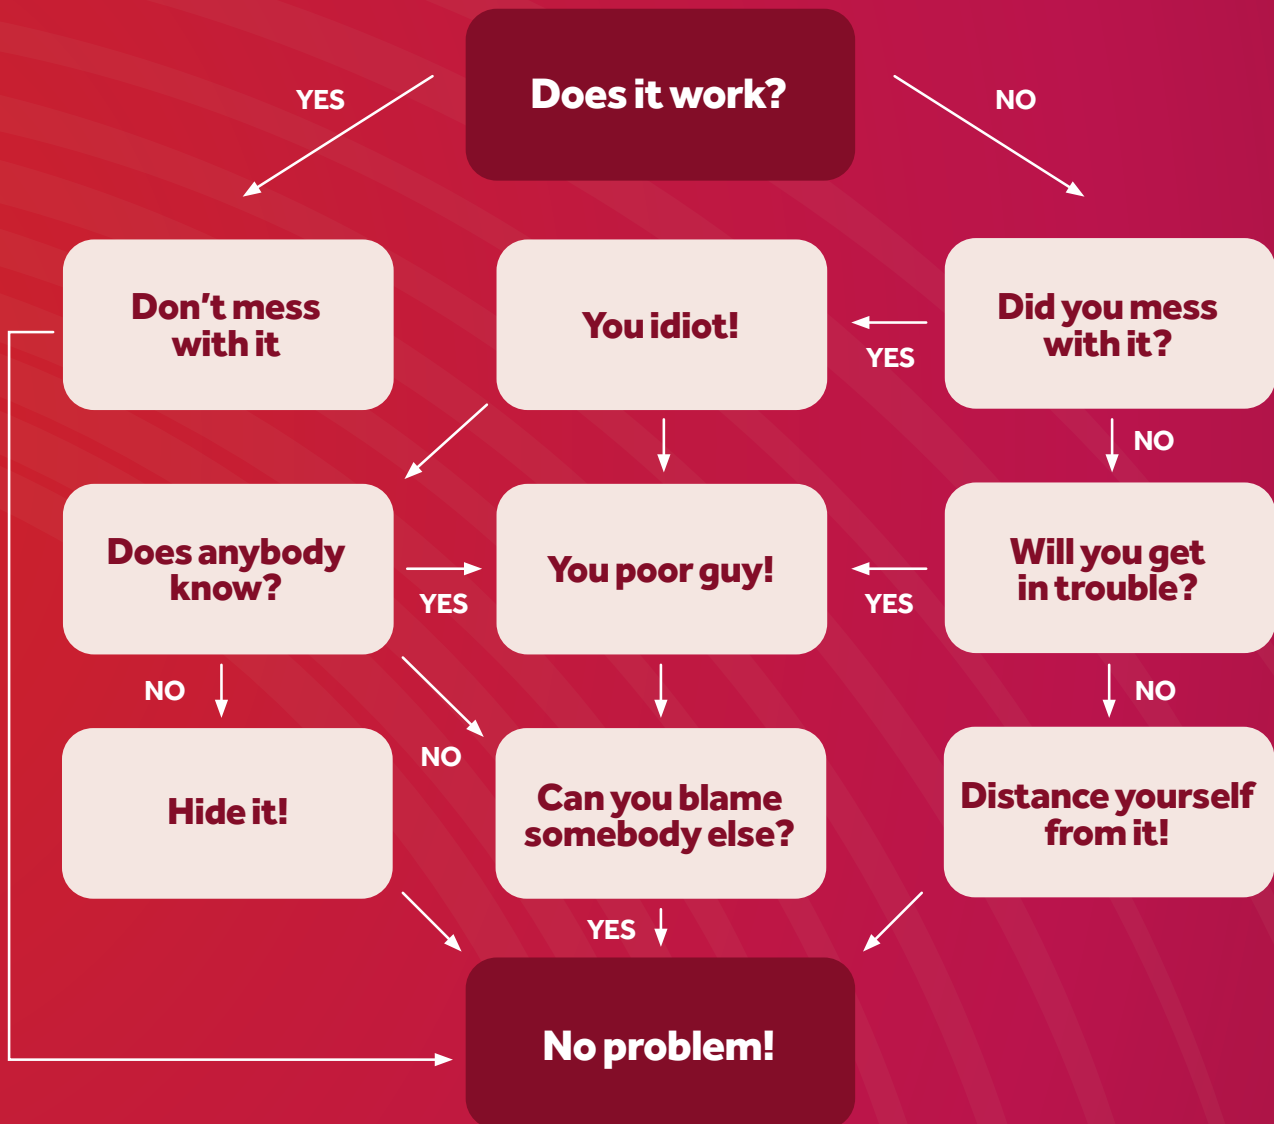 Does it work?
YES
NO
Don't mess
with it
You idiot!
Did you mess
with it?
YES
NO
Does anybody
know?
You poor guy!
Will you get
in trouble?
YES
YES
NO
NO
NO
Hide it!
Can you blame
somebody else?
Distance yourself
from it!
YES
No problem!